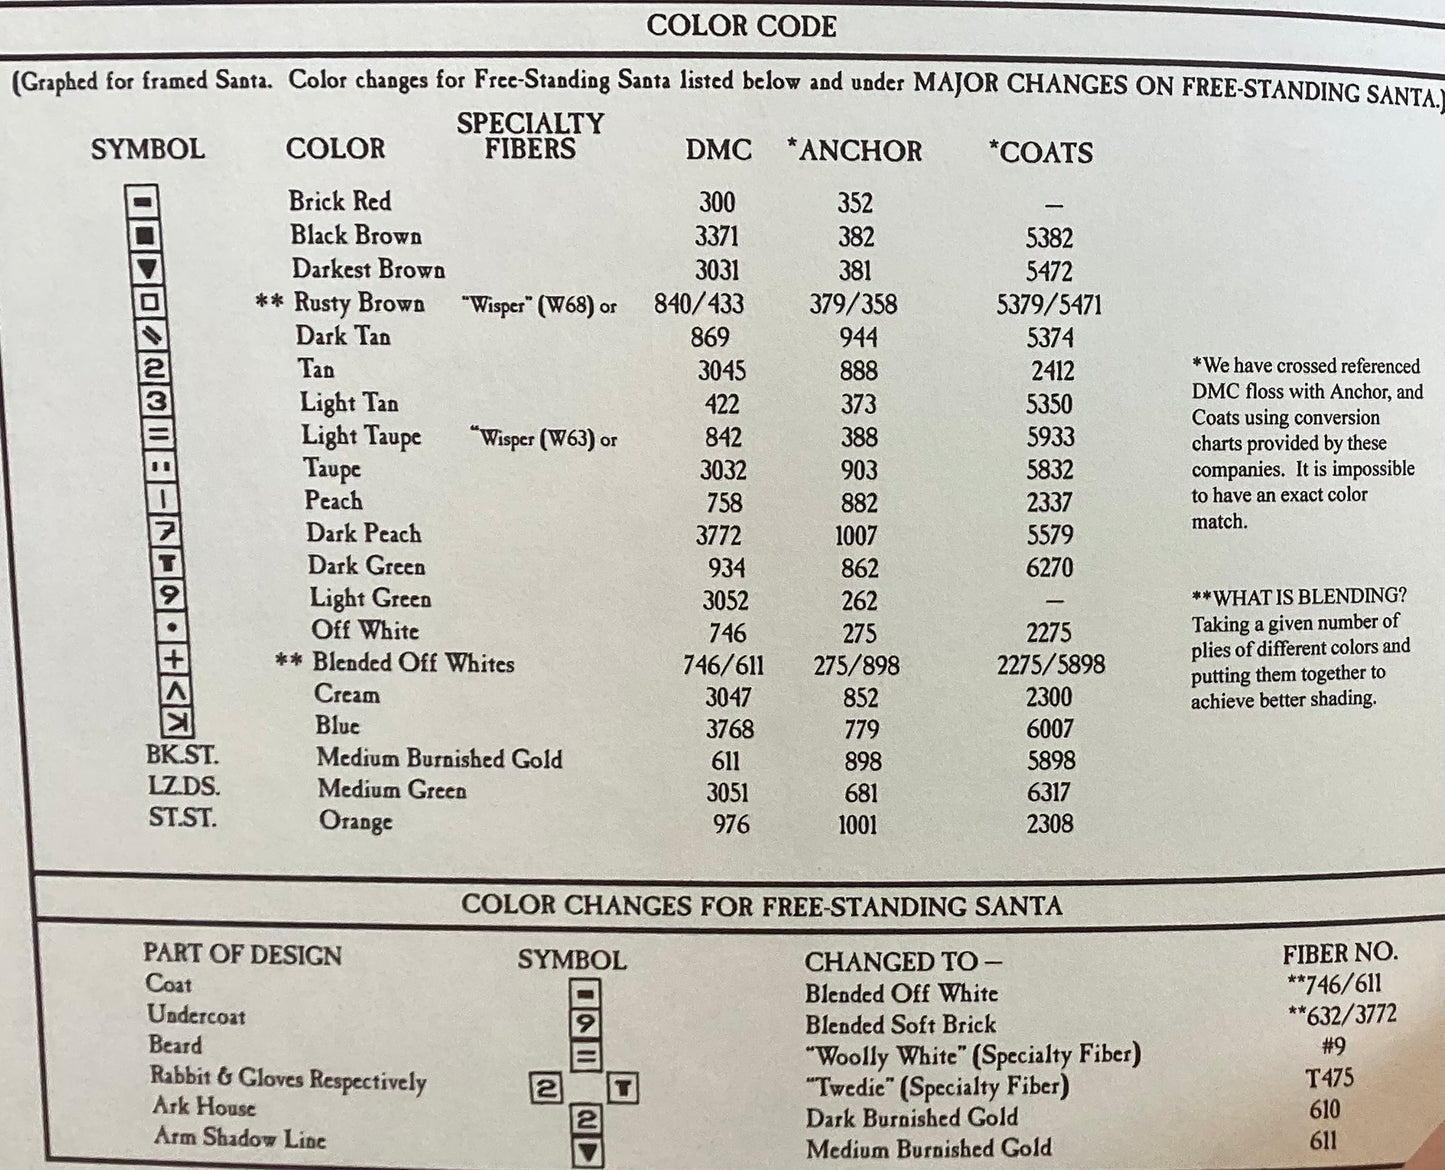 COLOR CODE
(Graphed for framed Santa. Color changes for Free-Standing Santa listed below and under MAJOR CHANGES ON FREE-STANDING SANTA.)
SYMBOL COLOR SPECIALTY FIBERS DMC *ANCHOR *COATS
Brick Red 300 352 —
Black Brown 3371 382 5382
Darkest Brown 3031 381 5472
** Rusty Brown "Wisper" (W68) or 840/433 379/358 5379/5471
Dark Tan 869 944 5374
2 Tan 3045 888 2412
3 Light Tan 422 373 5350
= Light Taupe "Wisper (W63) or 842 388 5933
Taupe 3032 903 5832
Peach 758 882 2337
7 Dark Peach 3772 1007 5579
T Dark Green 934 862 6270
9 Light Green 3052 262 —
• Off White 746 275 2275
+ ** Blended Off Whites 746/611 275/898 2275/5898
Cream 3047 852 2300
Blue 3768 779 6007
BK.ST. Medium Burnished Gold 611 898 5898
LZ.DS. Medium Green 3051 681 6317
ST.ST. Orange 976 1001 2308
*We have crossed referenced
DMC floss with Anchor, and
Coats using conversion
charts provided by these
companies. It is impossible
to have an exact color
match.
**WHAT IS BLENDING?
Taking a given number of
plies of different colors and
putting them together to
achieve better shading.
COLOR CHANGES FOR FREE-STANDING SANTA
PART OF DESIGN SYMBOL CHANGED TO — FIBER NO.
Coat - Blended Off White **746/611
Undercoat 9 Blended Soft Brick **632/3772
Beard = "Woolly White" (Specialty Fiber) #9
Rabbit & Gloves Respectively 2 T "Twedie" (Specialty Fiber) T475
Ark House 2 Dark Burnished Gold 610
Arm Shadow Line ▼ Medium Burnished Gold 611